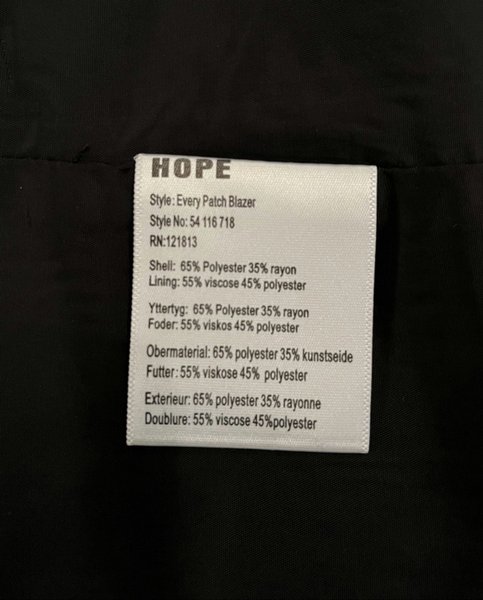 HOPE
Style: Every Patch Blazer
Style No: 54 116 718
RN:121813
Shell: 65% Polyester 35% rayon
Lining: 55% viscose 45% polyester
Yttertyg: 65% Polyester 35% rayon
Foder: 55% viskos 45% polyester
Obermaterial: 65% polyester 35% kunstseide
Futter: 55% viskose 45% polyester
Exterieur: 65% polyester 35% rayonne
Doublure: 55% viscose 45%polyester